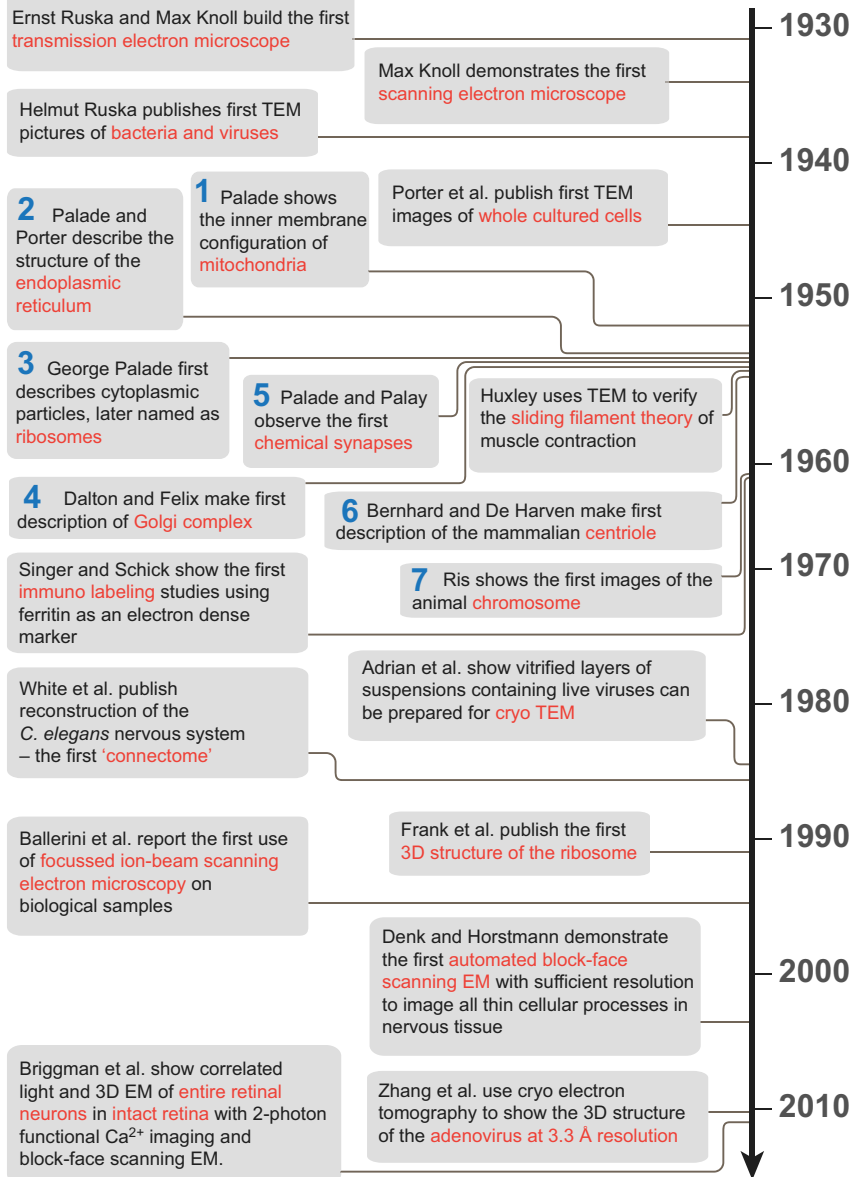 Ernst Ruska and Max Knoll build the first
transmission electron microscope
1930
Max Knoll demonstrates the first
scanning electron microscope
Helmut Ruska publishes first TEM
pictures of bacteria and viruses
1940
1 Palade shows
the inner membrane
configuration of
mitochondria
Porter et al. publish first TEM
images of whole cultured cells
2 Palade and
Porter describe the
structure of the
endoplasmic
reticulum
1950
3 George Palade first
describes cytoplasmic
particles, later named as
ribosomes
5 Palade and Palay
observe the first
chemical synapses
Huxley uses TEM to verify
the sliding filament theory of
muscle contraction
1960
4 Dalton and Felix make first
description of Golgi complex
6 Bernhard and De Harven make first
description of the mammalian centriole
Singer and Schick show the first
immuno labeling studies using
ferritin as an electron dense
marker
7 Ris shows the first images of the
animal chromosome
1970
Adrian et al. show vitrified layers of
suspensions containing live viruses can
be prepared for cryo TEM
White et al. publish
reconstruction of the
C. elegans nervous system
– the first ‘connectome’
1980
Frank et al. publish the first
3D structure of the ribosome
1990
Ballerini et al. report the first use
of focussed ion-beam scanning
electron microscopy on
biological samples
Denk and Horstmann demonstrate
the first automated block-face
scanning EM with sufficient resolution
to image all thin cellular processes in
nervous tissue
2000
Briggman et al. show correlated
light and 3D EM of entire retinal
neurons in intact retina with 2-photon
functional Ca²⁺ imaging and
block-face scanning EM.
Zhang et al. use cryo electron
tomography to show the 3D structure
of the adenovirus at 3.3 Å resolution
2010